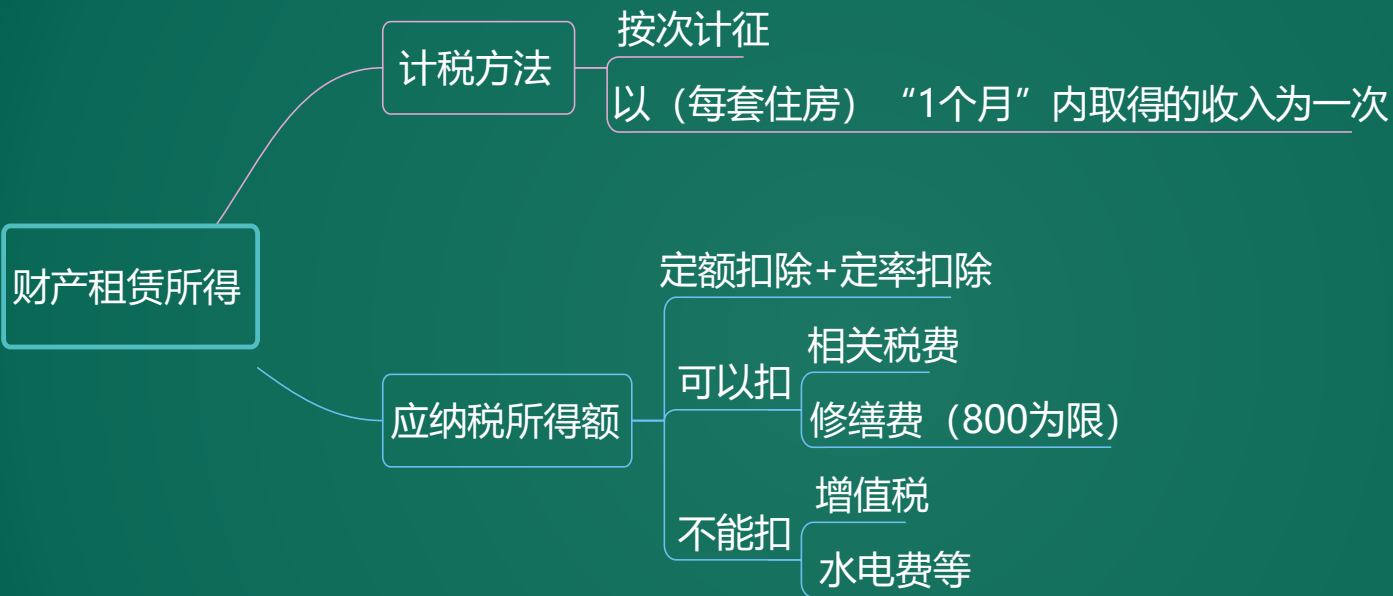 财产租赁所得
计税方法
按次计征
以（每套住房）“1个月”内取得的收入为一次
应纳税所得额
定额扣除+定率扣除
可以扣
相关税费
修缮费（800为限）
不能扣
增值税
水电费等